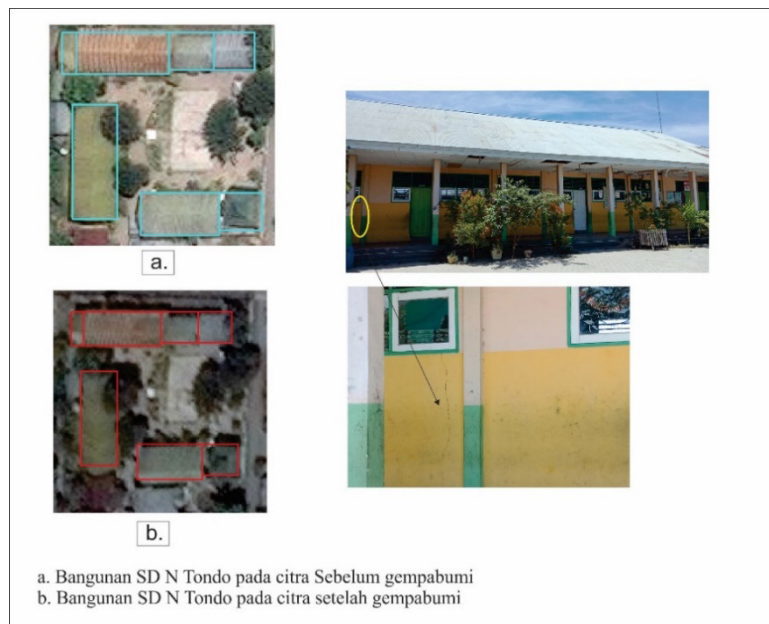 a.
b.
a. Bangunan SD N Tondo pada citra Sebelum gempabumi
b. Bangunan SD N Tondo pada citra setelah gempabumi